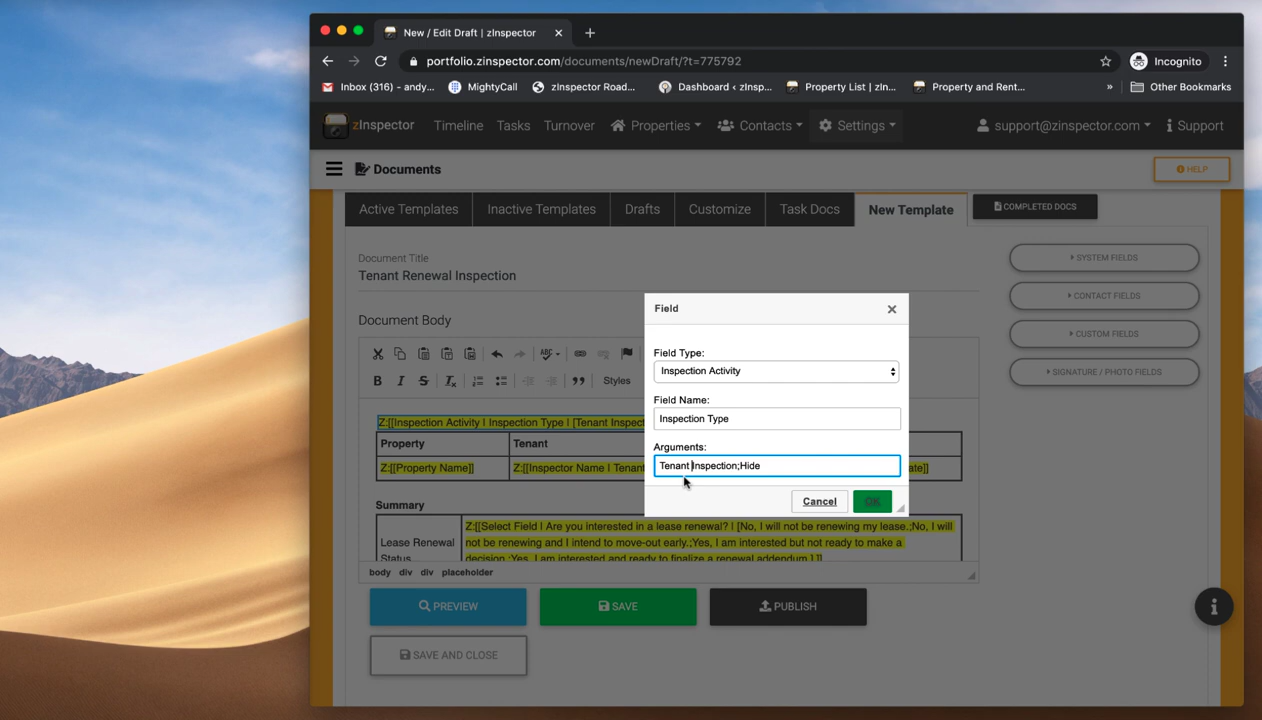 New / Edit Draft | zInspector
portfolio.zinspector.com/documents/newDraft/?t=775792
Incognito
Inbox (316) - andy...
MightyCall
zInspector Road...
Dashboard ‹ zInsp...
Property List | zIn...
Property and Rent...
»
Other Bookmarks
zInspector
Timeline
Tasks
Turnover
Properties
Contacts
Settings
support@zinspector.com
Support
Documents
HELP
Active Templates
Inactive Templates
Drafts
Customize
Task Docs
New Template
COMPLETED DOCS
Document Title
Tenant Renewal Inspection
SYSTEM FIELDS
CONTACT FIELDS
CUSTOM FIELDS
SIGNATURE / PHOTO FIELDS
Document Body
Styles
Z:[[Inspection Activity | Inspection Type | [Tenant Inspect
Property
Tenant
Z:[[Property Name]]
Z:[[Inspector Name | Tenant
ate]]
Summary
Lease Renewal
Status
Z:[[Select Field | Are you interested in a lease renewal? | [No, I will not be renewing my lease.;No, I will
not be renewing and I intend to move-out early.;Yes, I am interested but not ready to make a
decision.;Yes, I am interested and ready to finalize a renewal addendum.] ]]
body div div placeholder
Field
Field Type:
Inspection Activity
Field Name:
Inspection Type
Arguments:
Tenant Inspection;Hide
Cancel
OK
PREVIEW
SAVE
PUBLISH
SAVE AND CLOSE